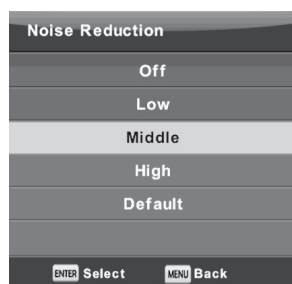 Noise Reduction
Off
Low
Middle
High
Default
ENTER Select MENU Back